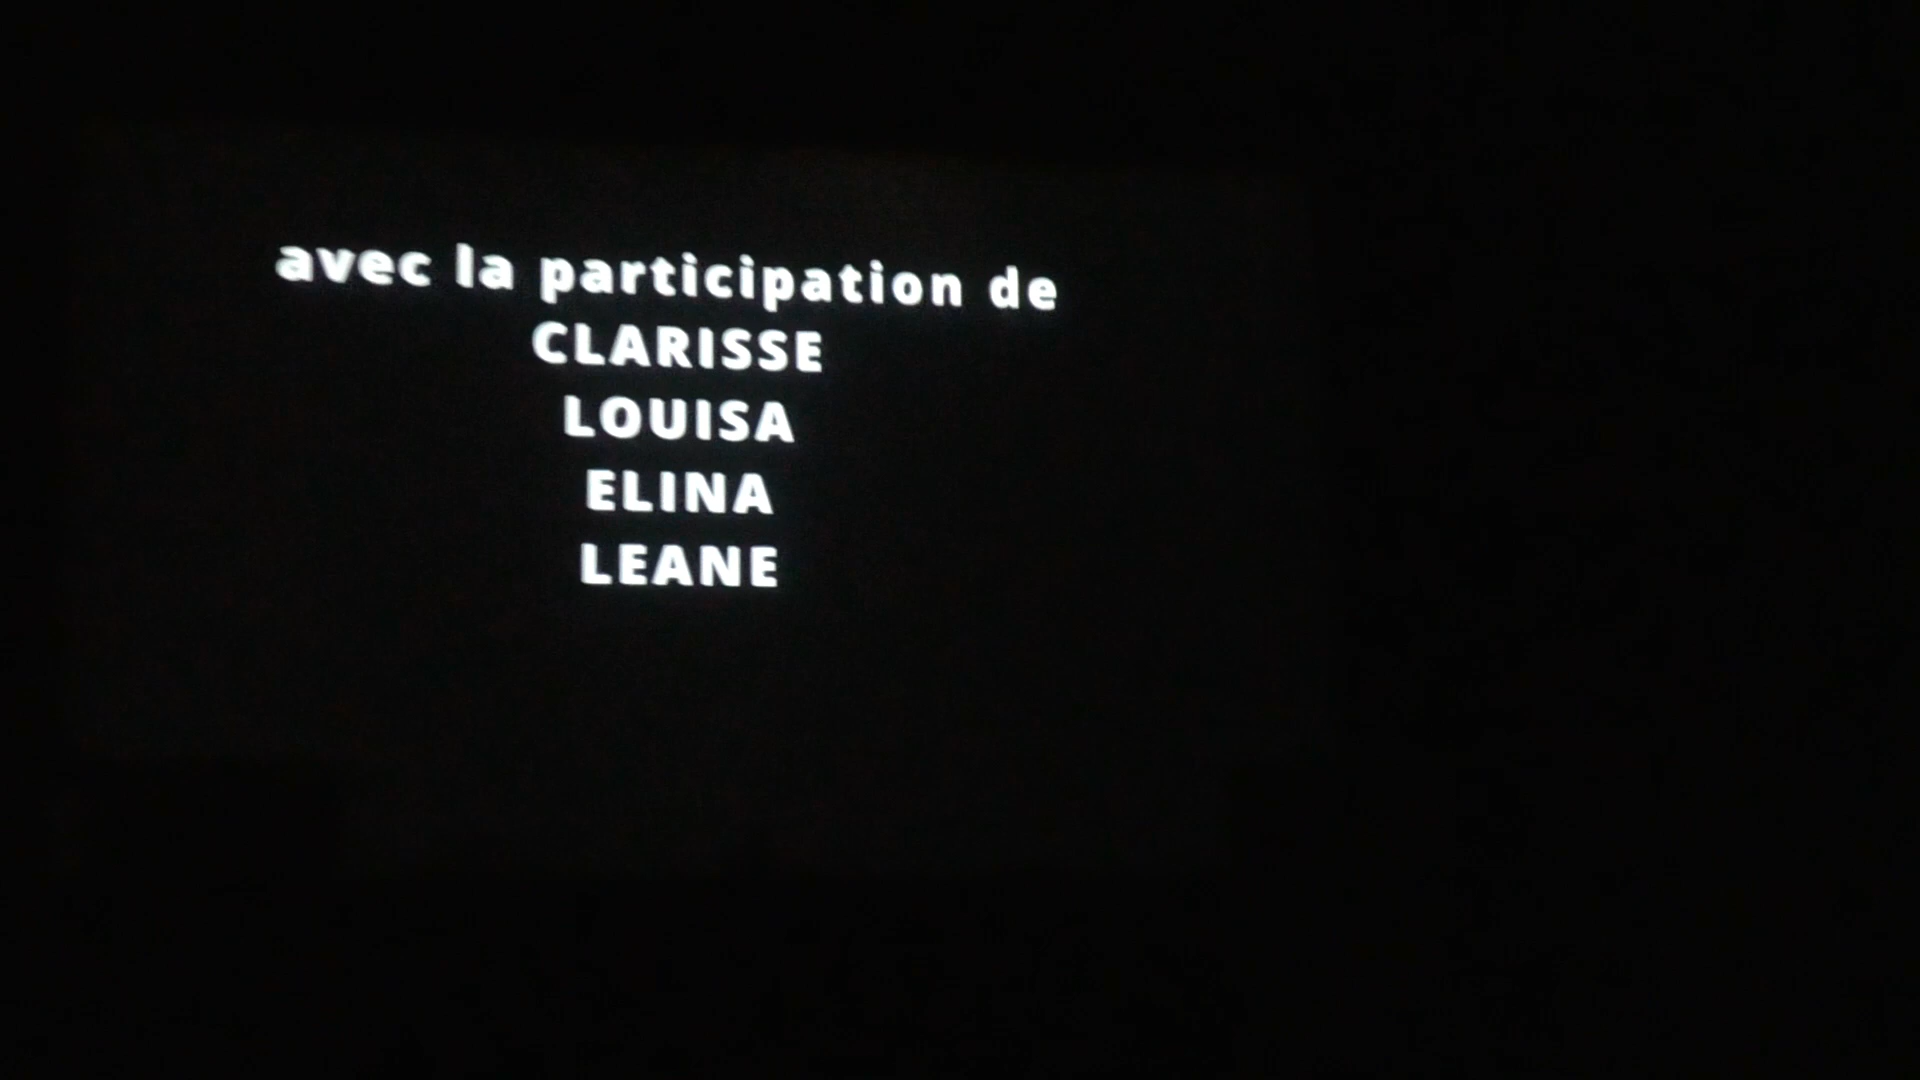 avec la participation de
CLARISSE
LOUISA
ELINA
LEANE